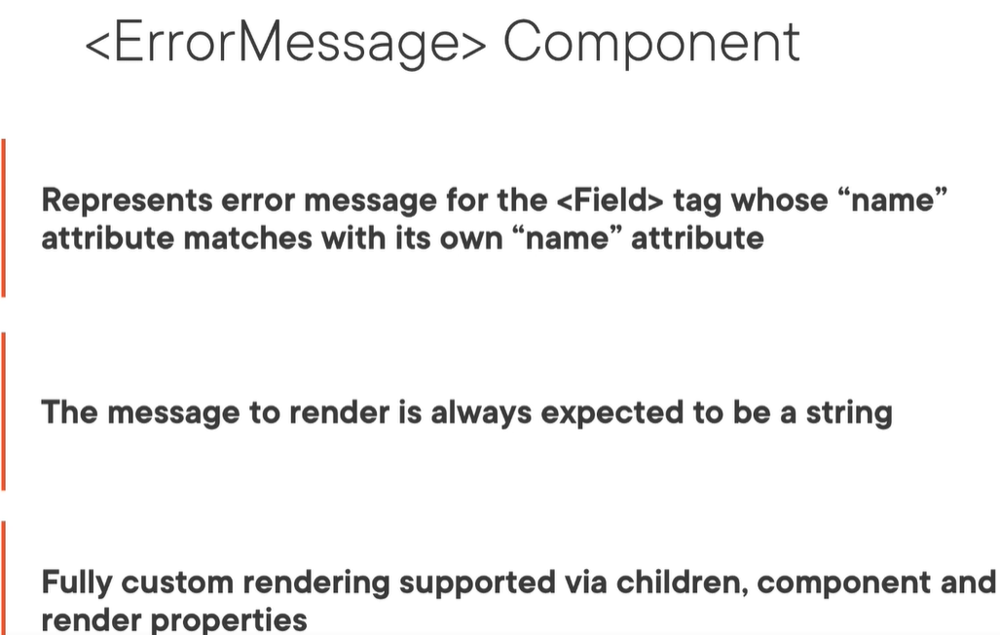 <ErrorMessage> Component
Represents error message for the <Field> tag whose “name”
attribute matches with its own “name” attribute
The message to render is always expected to be a string
Fully custom rendering supported via children, component and
render properties